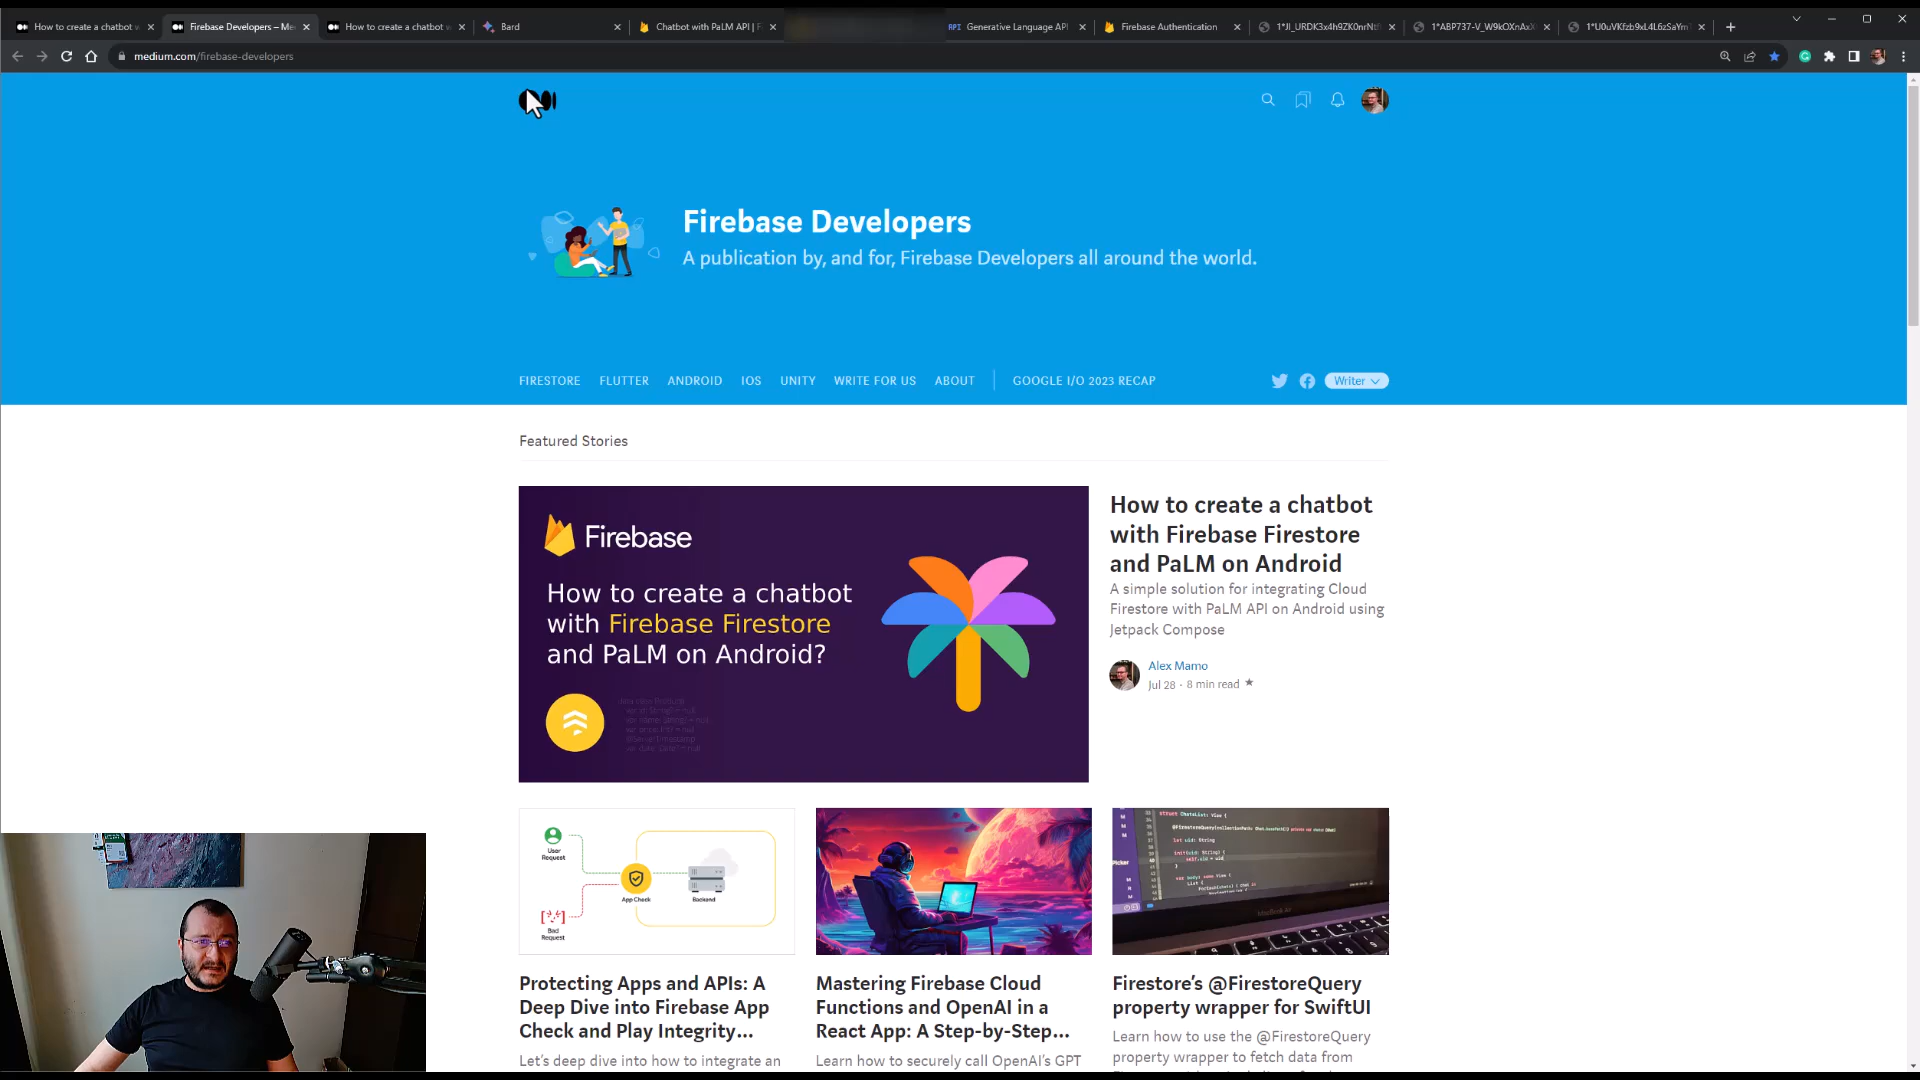 How to create a chatbot w
Firebase Developers – Me
How to create a chatbot w
Bard
Chatbot with PaLM API | F
API Generative Language API
Firebase Authentication
medium.com/firebase-developers
Firebase Developers
A publication by, and for, Firebase Developers all around the world.
FIRESTORE
FLUTTER
ANDROID
IOS
UNITY
WRITE FOR US
ABOUT
GOOGLE I/O 2023 RECAP
Writer
Featured Stories
Firebase
How to create a chatbot
with Firebase Firestore
and PaLM on Android?
How to create a chatbot
with Firebase Firestore
and PaLM on Android
A simple solution for integrating Cloud
Firestore with PaLM API on Android using
Jetpack Compose
Alex Mamo
Jul 28 · 8 min read ★
User
Request
App Check
Backend
Bad
Request
Protecting Apps and APIs: A
Deep Dive into Firebase App
Check and Play Integrity…
Let's deep dive into how to integrate an
Mastering Firebase Cloud
Functions and OpenAI in a
React App: A Step-by-Step…
Learn how to securely call OpenAI's GPT
Firestore’s @FirestoreQuery
property wrapper for SwiftUI
Learn how to use the @FirestoreQuery
property wrapper to fetch data from